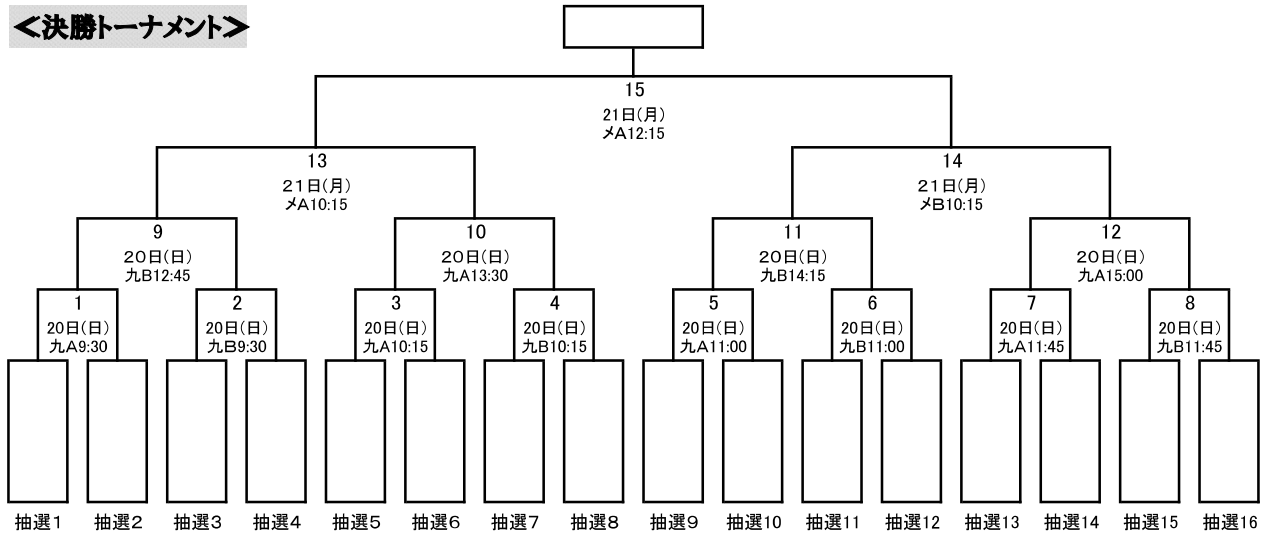 ≪決勝トーナメント≫
15
21日(月)
メA12:15
13
14
21日(月)
21日(月)
メA10:15
メB10:15
9
10
11
12
20日(日)
20日(日)
20日(日)
20日(日)
九B12:45
九A13:30
九B14:15
九A15:00
1
2
3
4
5
6
7
8
20日(日)
20日(日)
20日(日)
20日(日)
20日(日)
20日(日)
20日(日)
20日(日)
九A9:30
九B9:30
九A10:15
九B10:15
九A11:00
九B11:00
九A11:45
九B11:45
抽選1
抽選2
抽選3
抽選4
抽選5
抽選6
抽選7
抽選8
抽選9
抽選10
抽選11
抽選12
抽選13
抽選14
抽選15
抽選16